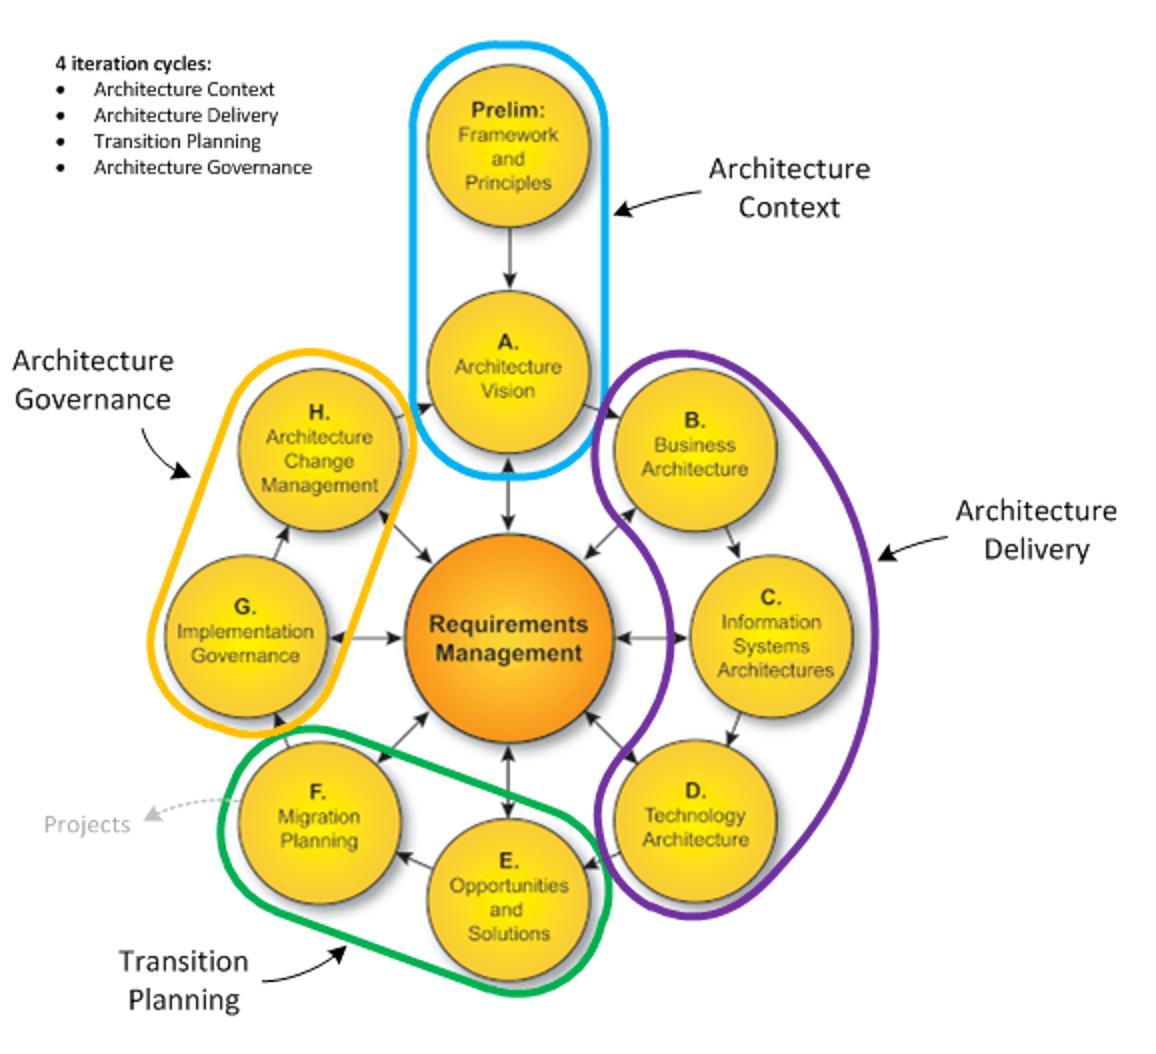 4 iteration cycles:
• Architecture Context
• Architecture Delivery
• Transition Planning
• Architecture Governance
Prelim:
Framework
and
Principles
Architecture
Context
A.
Architecture
Vision
Architecture
Governance
H.
Architecture
Change
Management
B.
Business
Architecture
Architecture
Delivery
G.
Implementation
Governance
Requirements
Management
C.
Information
Systems
Architectures
F.
Migration
Planning
D.
Technology
Architecture
Projects
E.
Opportunities
and
Solutions
Transition
Planning